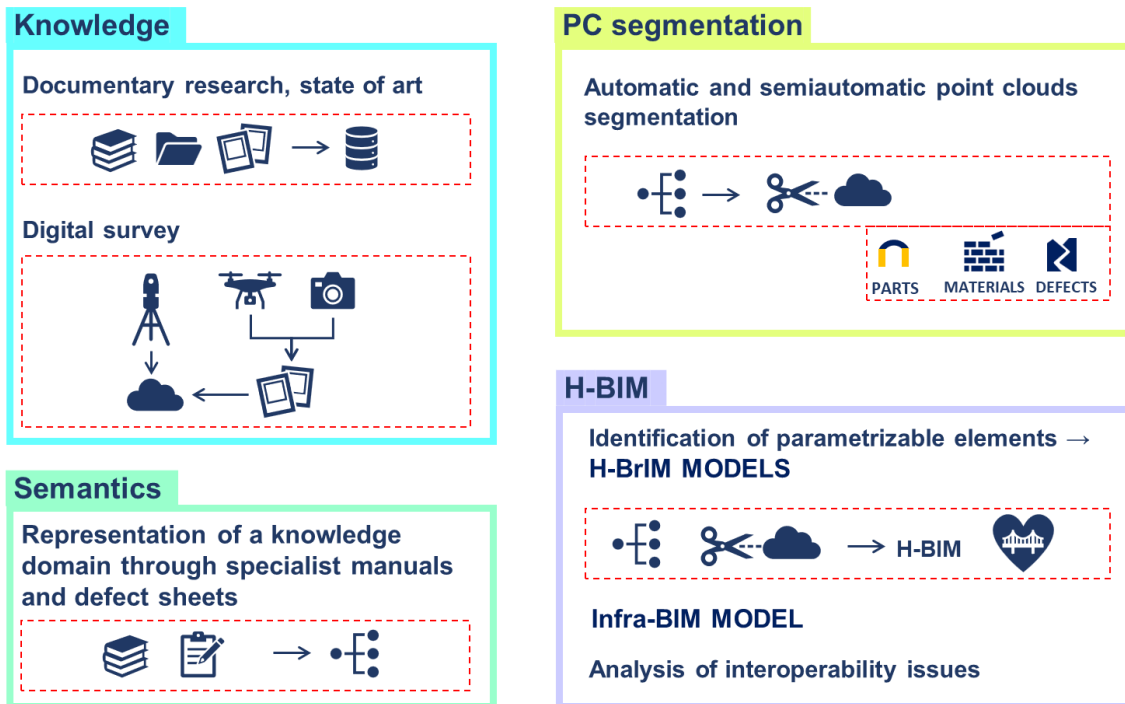 Knowledge
Documentary research, state of art
Digital survey
Semantics
Representation of a knowledge
domain through specialist manuals
and defect sheets
PC segmentation
Automatic and semiautomatic point clouds
segmentation
PARTS MATERIALS DEFECTS
H-BIM
Identification of parametrizable elements →
H-BrIM MODELS
H-BIM
Infra-BIM MODEL
Analysis of interoperability issues